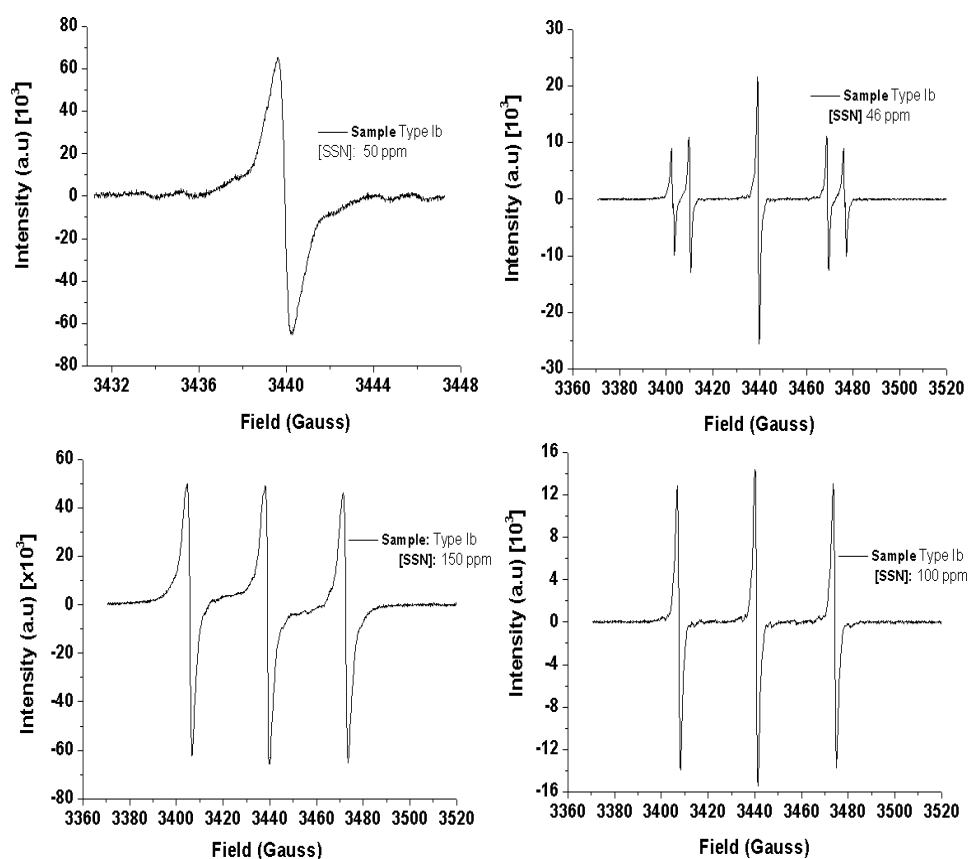 80
60
40
20
0
-20
-40
-60
-80
Intensity (a.u) [10³]
Sample Type Ib
[SSN]: 50 ppm
3432 3436 3440 3444 3448
Field (Gauss)
30
20
10
0
-10
-20
-30
Intensity (a.u) [10³]
Sample Type Ib
[SSN] 46 ppm
3360 3380 3400 3420 3440 3460 3480 3500 3520
Field (Gauss)
60
40
20
0
-20
-40
-60
-80
Intensity (a.u) [x10³]
Sample: Type Ib
[SSN]: 150 ppm
3360 3380 3400 3420 3440 3460 3480 3500 3520
Field (Gauss)
16
12
8
4
0
-4
-8
-12
-16
Intensity (a.u) [10³]
Sample Type Ib
[SSN]: 100 ppm
3360 3380 3400 3420 3440 3460 3480 3500 3520
Field (Gauss)